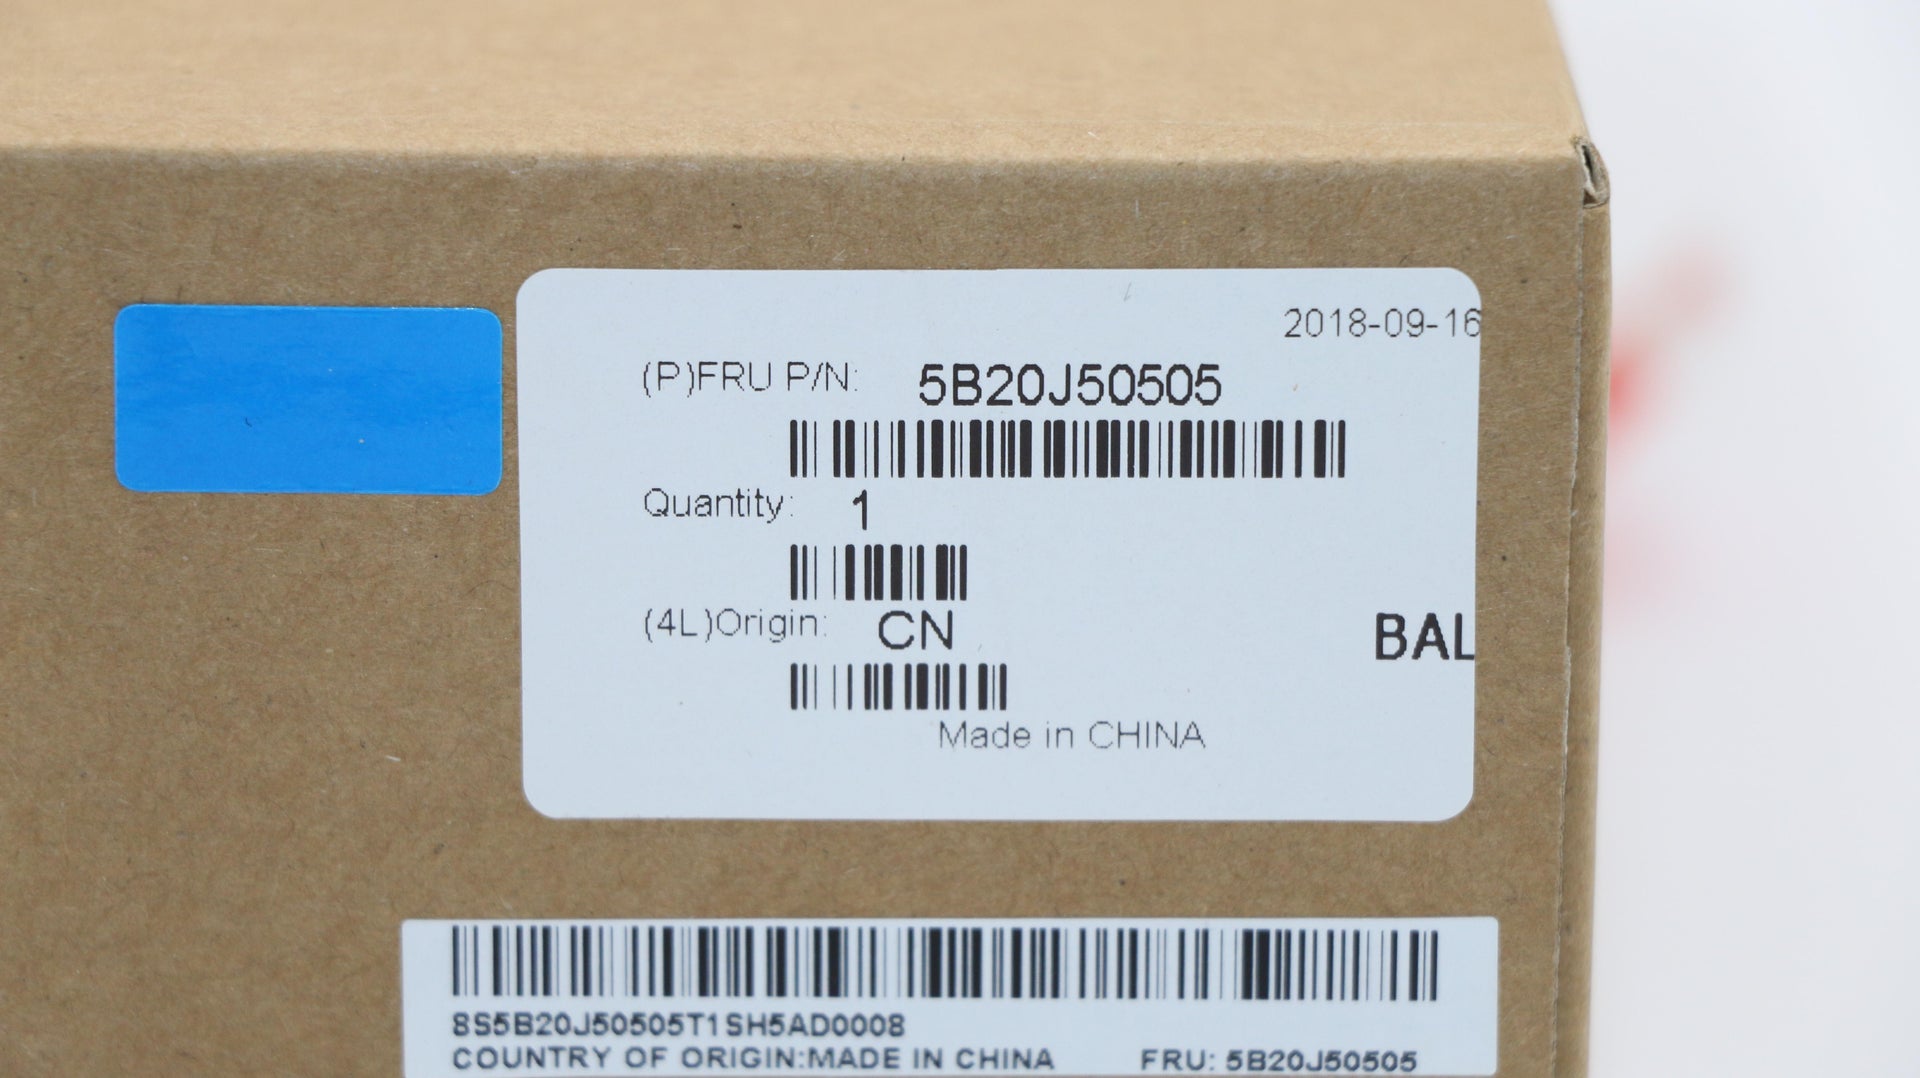 2018-09-16
(P)FRU P/N: 5B20J50505
Quantity: 1
(4L)Origin: CN
BAL
Made in CHINA
8S5B20J50505T1SH5AD0008
COUNTRY OF ORIGIN:MADE IN CHINA FRU: 5B20J50505